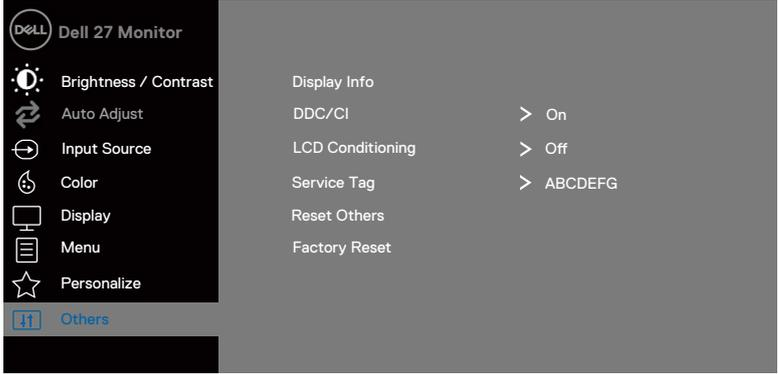 DELL Dell 27 Monitor
Brightness / Contrast Display Info
Auto Adjust DDC/CI > On
Input Source LCD Conditioning > Off
Color Service Tag > ABCDEFG
Display Reset Others
Menu Factory Reset
Personalize
Others